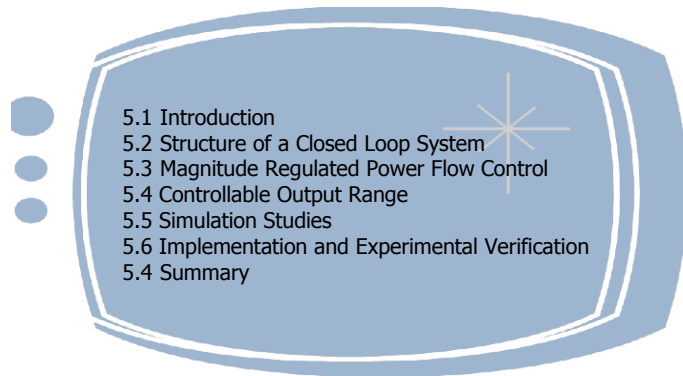 5.1 Introduction
5.2 Structure of a Closed Loop System
5.3 Magnitude Regulated Power Flow Control
5.4 Controllable Output Range
5.5 Simulation Studies
5.6 Implementation and Experimental Verification
5.4 Summary